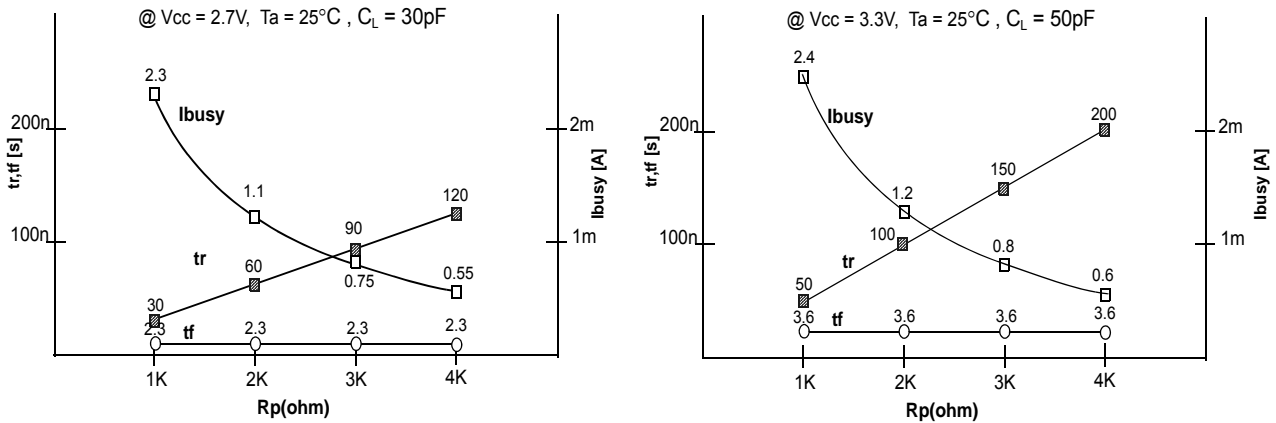 @ Vcc = 2.7V, Ta = 25°C , CL = 30pF
2.3
Ibusy
200n
2m
tr,tf [s]
Ibusy [A]
1.1
120
100n
90
1m
tr
60
0.75
0.55
30
2.3
tf
2.3
2.3
2.3
1K
2K
3K
4K
Rp(ohm)
@ Vcc = 3.3V, Ta = 25°C , CL = 50pF
2.4
Ibusy
200
200n
2m
tr,tf [s]
Ibusy [A]
150
1.2
100
100n
0.8
1m
tr
50
0.6
3.6
tf
3.6
3.6
3.6
1K
2K
3K
4K
Rp(ohm)